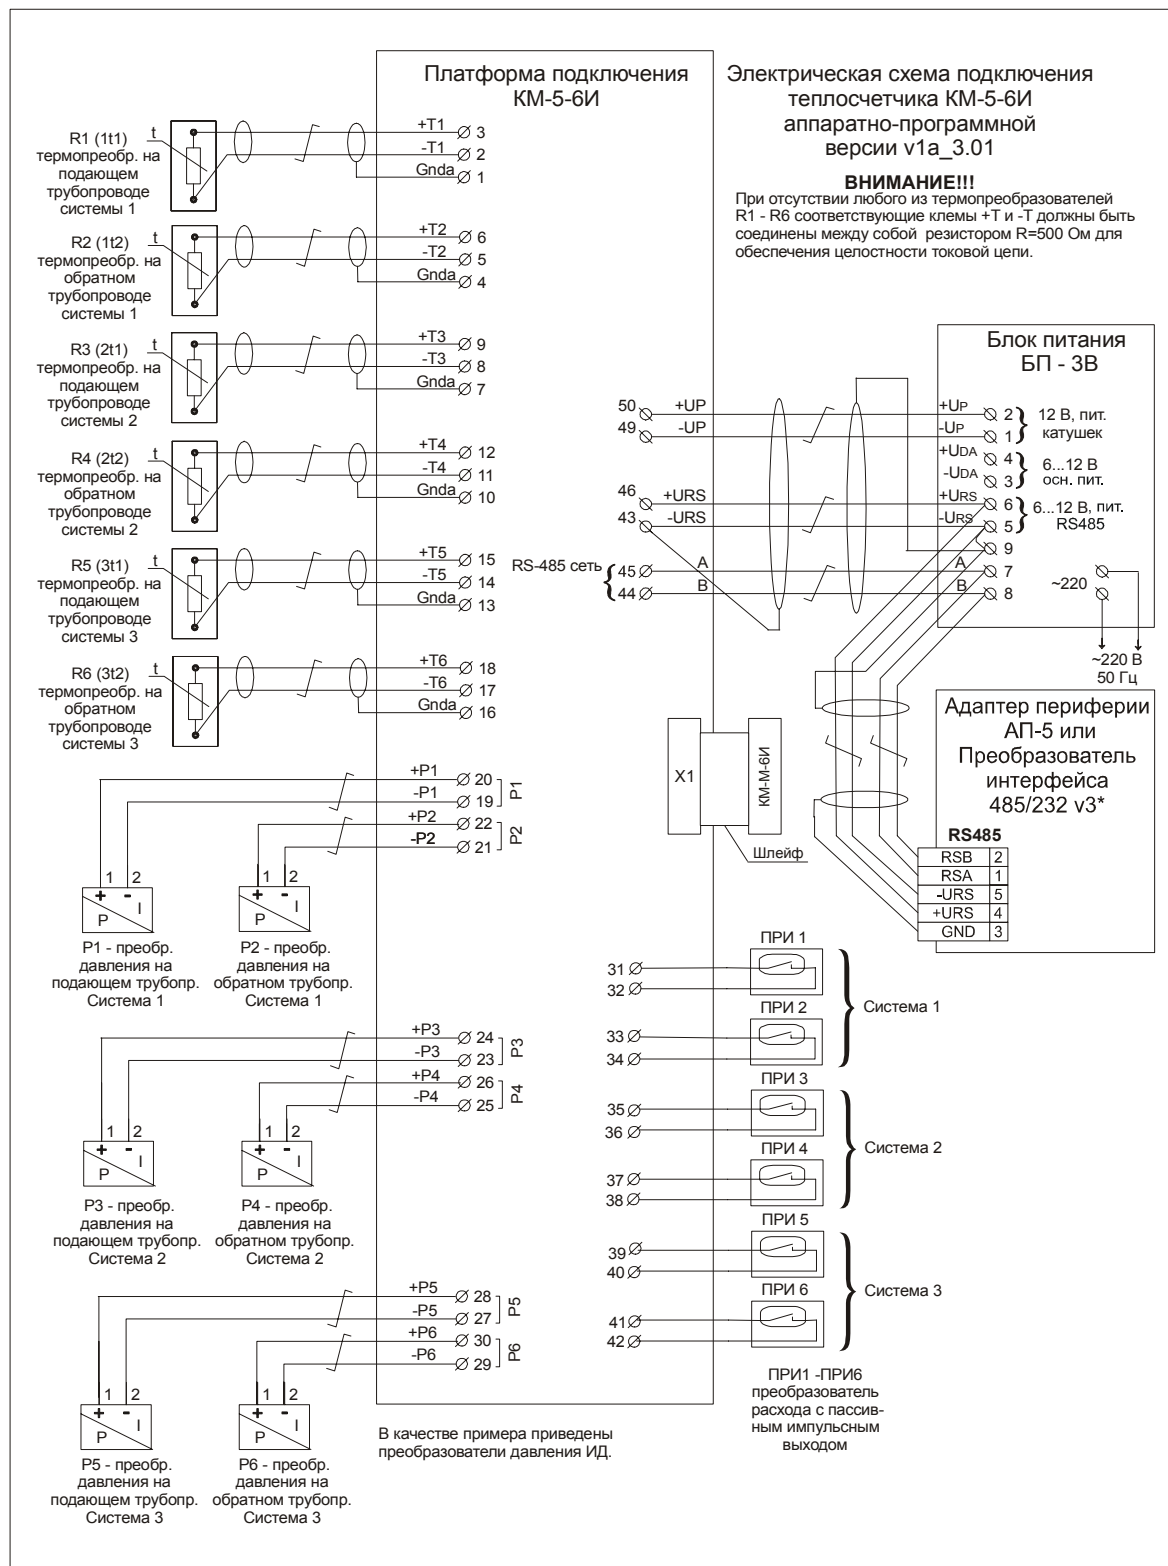 Платформа подключения
КМ-5-6И
Электрическая схема подключения
теплосчетчика КМ-5-6И
аппаратно-программной
версии v1a_3.01
ВНИМАНИЕ!!!
При отсутствии любого из термопреобразователей
R1 - R6 соответствующие клемы +Т и -Т должны быть
соединены между собой резистором R=500 Ом для
обеспечения целостности токовой цепи.
R1 (1t1)
термопреобр. на
подающем
трубопроводе
системы 1
t
+T1
3
-T1
2
Gnda
1
R2 (1t2)
термопреобр. на
обратном
трубопроводе
системы 1
t
+T2
6
-T2
5
Gnda
4
R3 (2t1)
термопреобр. на
подающем
трубопроводе
системы 2
t
+T3
9
-T3
8
Gnda
7
R4 (2t2)
термопреобр. на
обратном
трубопроводе
системы 2
t
+T4
12
-T4
11
Gnda
10
R5 (3t1)
термопреобр. на
подающем
трубопроводе
системы 3
t
+T5
15
-T5
14
Gnda
13
R6 (3t2)
термопреобр. на
обратном
трубопроводе
системы 3
t
+T6
18
-T6
17
Gnda
16
50
+UP
49
-UP
46
+URS
43
-URS
RS-485 сеть
45
A
44
B
Блок питания
БП - 3В
+UP
2
-UP
1
12 В, пит.
катушек
+UDA
4
-UDA
3
6...12 В
осн. пит.
+URS
6
-URS
5
6...12 В, пит.
RS485
9
A
7
B
8
~220
~220 В
50 Гц
Адаптер периферии
АП-5 или
Преобразователь
интерфейса
485/232 v3*
RS485
RSB 2
RSA 1
-URS 5
+URS 4
GND 3
X1
КМ-М-6И
Шлейф
+P1
20
-P1
19
P1
+P2
22
-P2
21
P2
1 2
+ -
P I
1 2
+ -
P I
P1 - преобр.
давления на
подающем трубопр.
Система 1
P2 - преобр.
давления на
обратном трубопр.
Система 1
+P3
24
-P3
23
P3
+P4
26
-P4
25
P4
1 2
+ -
P I
1 2
+ -
P I
P3 - преобр.
давления на
подающем трубопр.
Система 2
P4 - преобр.
давления на
обратном трубопр.
Система 2
+P5
28
-P5
27
P5
+P6
30
-P6
29
P6
1 2
+ -
P I
1 2
+ -
P I
P5 - преобр.
давления на
подающем трубопр.
Система 3
P6 - преобр.
давления на
обратном трубопр.
Система 3
ПРИ 1
31
32
ПРИ 2
33
34
Система 1
ПРИ 3
35
36
ПРИ 4
37
38
Система 2
ПРИ 5
39
40
ПРИ 6
41
42
Система 3
ПРИ1 -ПРИ6
преобразователь
расхода с пассив-
ным импульсным
выходом
В качестве примера приведены
преобразователи давления ИД.